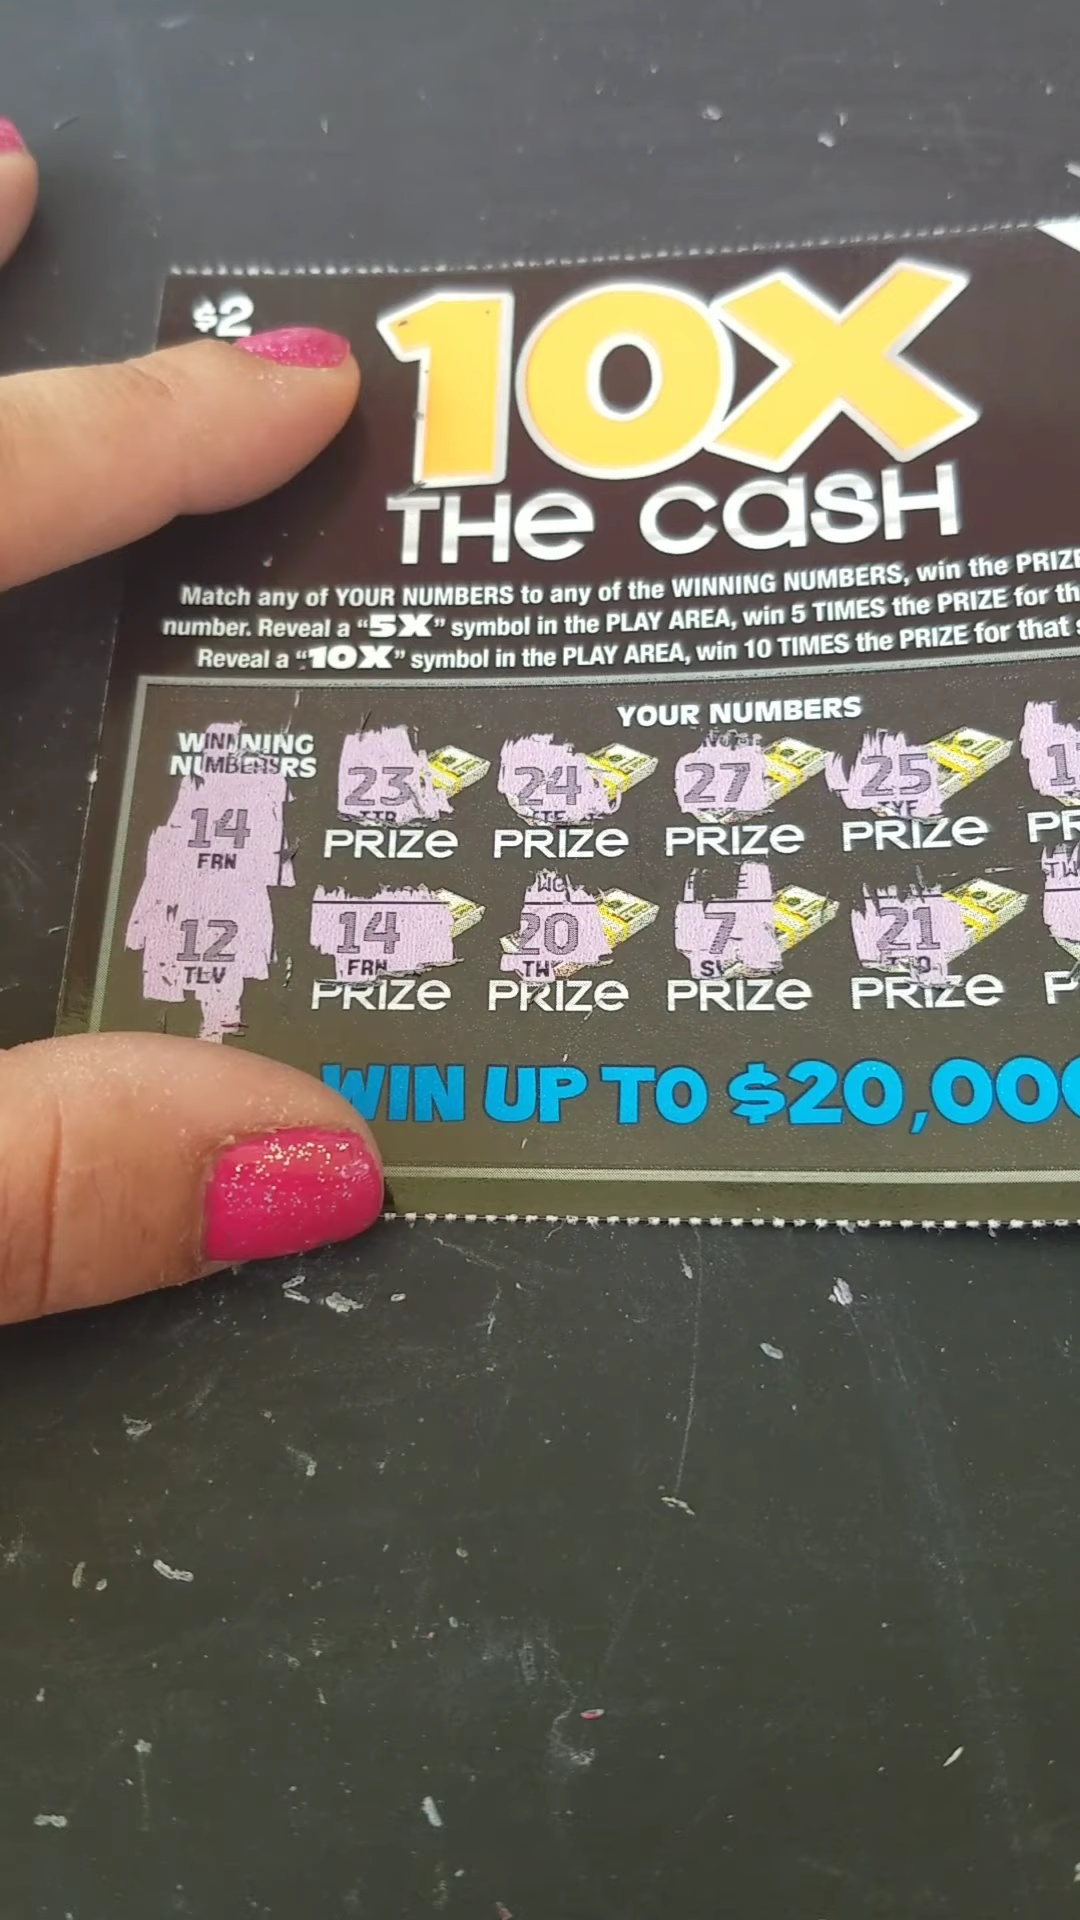 $2
10X
THe casH
Match any of YOUR NUMBERS to any of the WINNING NUMBERS, win the PRIZE
number. Reveal a "5X" symbol in the PLAY AREA, win 5 TIMES the PRIZE for
Reveal a "10X" symbol in the PLAY AREA, win 10 TIMES the PRIZE for that
YOUR NUMBERS
WINNING
NUMBERS
14
FRN
12
TLV
23 24 27 25
PRIZe PRIZe PRIZe PRIZe
14 20 7 21
FRN
PRIZe PRIZe PRIZe PRIZe
WIN UP TO $20,00